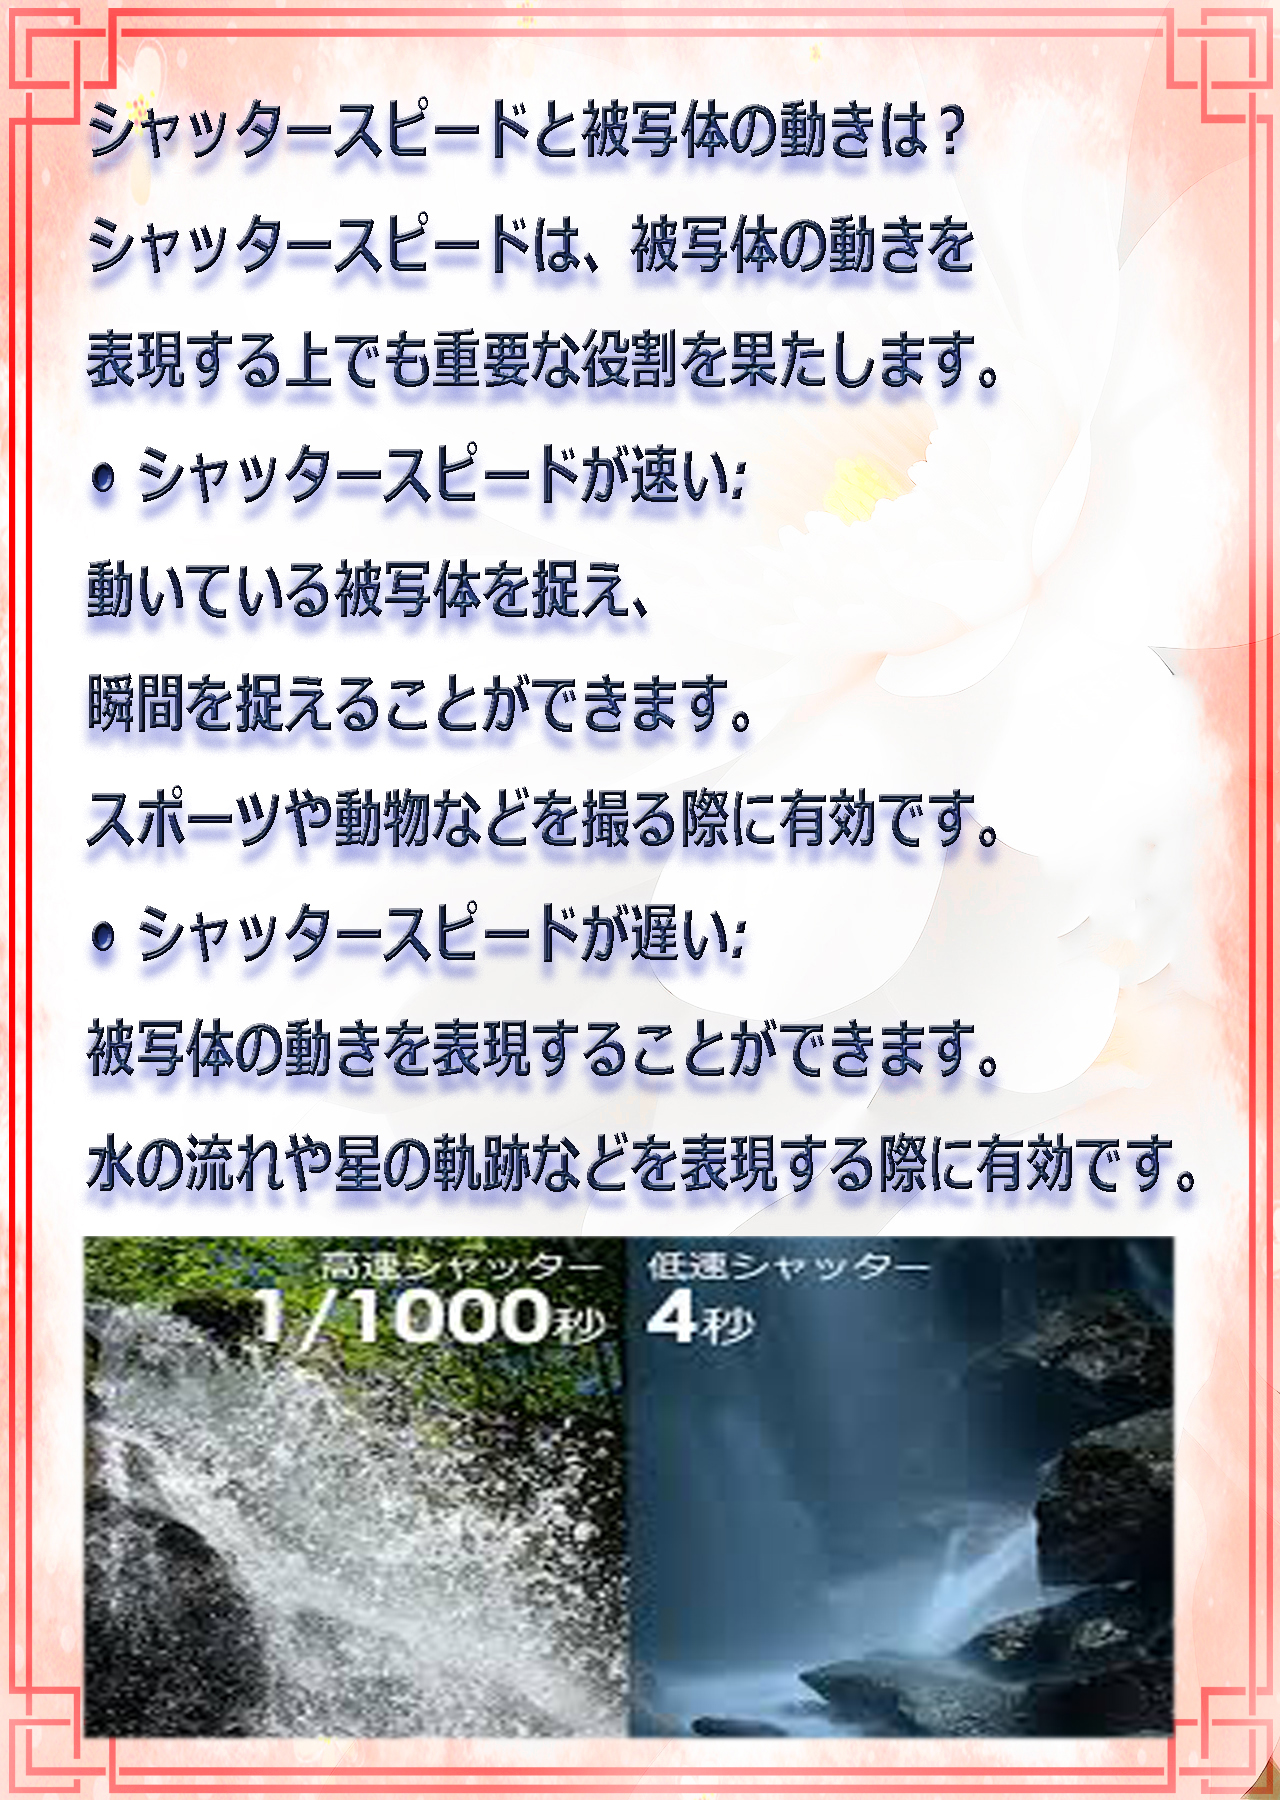 シャッタースピードと被写体の動きは？
シャッタースピードは、被写体の動きを
表現する上でも重要な役割を果たします。
• シャッタースピードが速い:
動いている被写体を捉え、
瞬間を捉えることができます。
スポーツや動物などを撮る際に有効です。
• シャッタースピードが遅い:
被写体の動きを表現することができます。
水の流れや星の軌跡などを表現する際に有効です。
高速シャッター
1/1000秒
低速シャッター
4秒